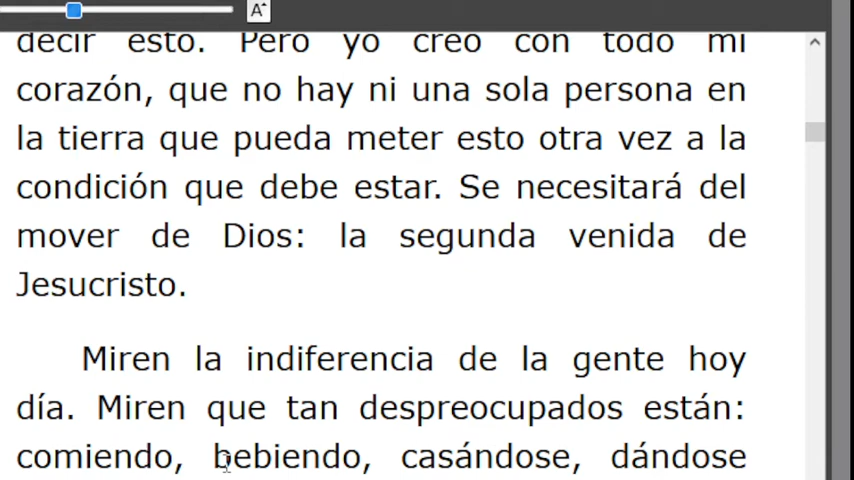 A
decir esto. Pero yo creo con todo mi
corazón, que no hay ni una sola persona en
la tierra que pueda meter esto otra vez a la
condición que debe estar. Se necesitará del
mover de Dios: la segunda venida de
Jesucristo.
Miren la indiferencia de la gente hoy
día. Miren que tan despreocupados están:
comiendo, bebiendo, casándose, dándose